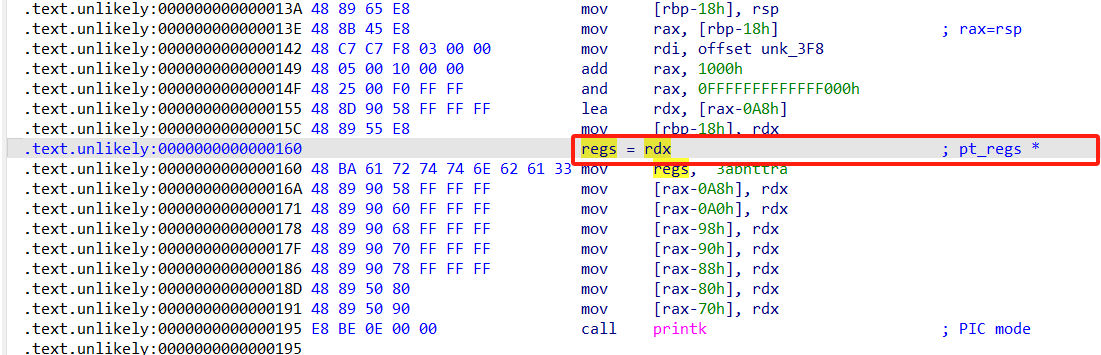 .text.unlikely:000000000000013A 48 89 65 E8 mov [rbp-18h], rsp
.text.unlikely:000000000000013E 48 8B 45 E8 mov rax, [rbp-18h] ; rax=rsp
.text.unlikely:0000000000000142 48 C7 C7 F8 03 00 00 mov rdi, offset unk_3F8
.text.unlikely:0000000000000149 48 05 00 10 00 00 add rax, 1000h
.text.unlikely:000000000000014F 48 25 00 F0 FF FF and rax, 0FFFFFFFFFFFFF000h
.text.unlikely:0000000000000155 48 8D 90 58 FF FF FF lea rdx, [rax-0A8h]
.text.unlikely:000000000000015C 48 89 55 E8 mov [rbp-18h], rdx
.text.unlikely:0000000000000160 regs = rdx ; pt_regs *
.text.unlikely:0000000000000160 48 BA 61 72 74 74 6E 62 61 33 mov regs, '3abnttra'
.text.unlikely:000000000000016A 48 89 90 58 FF FF FF mov [rax-0A8h], rdx
.text.unlikely:0000000000000171 48 89 90 60 FF FF FF mov [rax-0A0h], rdx
.text.unlikely:0000000000000178 48 89 90 68 FF FF FF mov [rax-98h], rdx
.text.unlikely:000000000000017F 48 89 90 70 FF FF FF mov [rax-90h], rdx
.text.unlikely:0000000000000186 48 89 90 78 FF FF FF mov [rax-88h], rdx
.text.unlikely:000000000000018D 48 89 50 80 mov [rax-80h], rdx
.text.unlikely:0000000000000191 48 89 50 90 mov [rax-70h], rdx
.text.unlikely:0000000000000195 E8 BE 0E 00 00 call printk ; PIC mode
.text.unlikely:0000000000000195